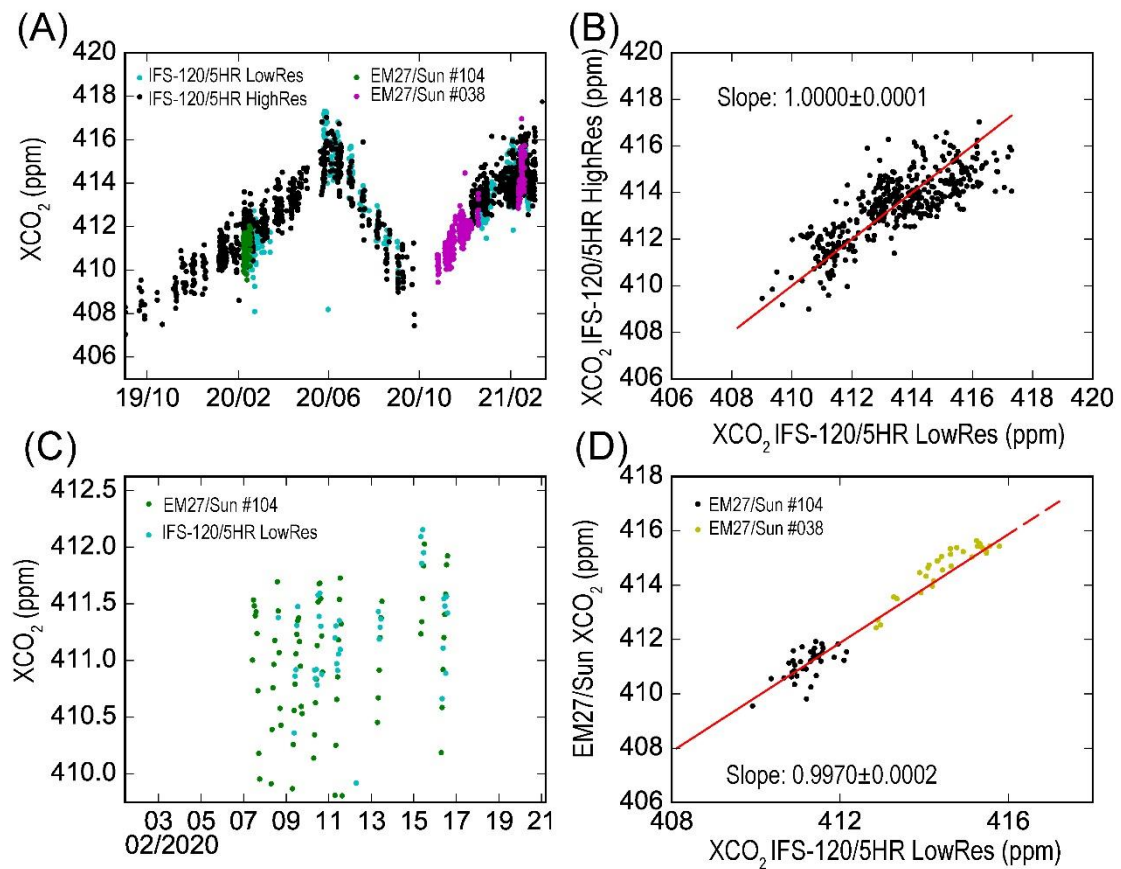 (A)
XCO2 (ppm)
420
418
416
414
412
410
408
406
19/10 20/02 20/06 20/10 21/02
IFS-120/5HR LowRes
IFS-120/5HR HighRes
EM27/Sun #104
EM27/Sun #038
(B)
XCO2 IFS-120/5HR HighRes (ppm)
420
418
416
414
412
410
408
406
406 408 410 412 414 416 418 420
XCO2 IFS-120/5HR LowRes (ppm)
Slope: 1.0000±0.0001
(C)
XCO2 (ppm)
412.5
412.0
411.5
411.0
410.5
410.0
03 05 07 09 11 13 15 17 19 21
02/2020
EM27/Sun #104
IFS-120/5HR LowRes
(D)
EM27/Sun XCO2 (ppm)
418
416
414
412
410
408
406
408 412 416
XCO2 IFS-120/5HR LowRes (ppm)
EM27/Sun #104
EM27/Sun #038
Slope: 0.9970±0.0002